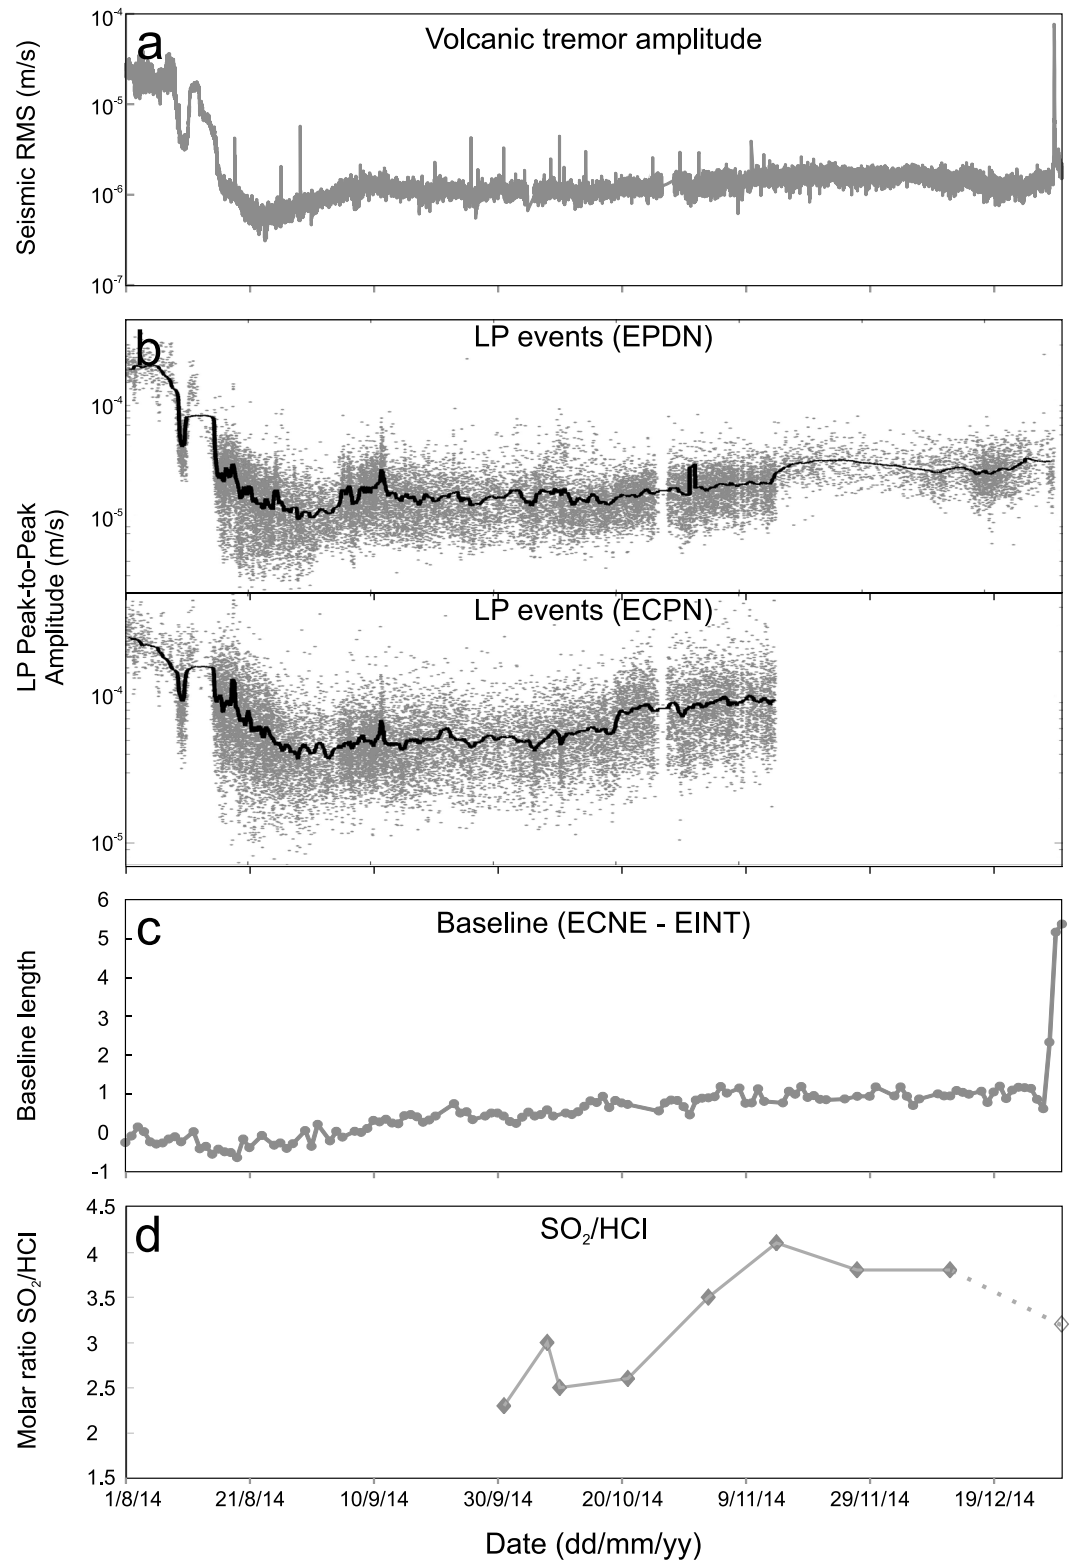 a
Volcanic tremor amplitude
Seismic RMS (m/s)
10-4
10-5
10-6
10-7
b
LP events (EPDN)
10-4
10-5
LP Peak-to-Peak
Amplitude (m/s)
LP events (ECPN)
10-4
10-5
c
Baseline (ECNE - EINT)
Baseline length
6
5
4
3
2
1
0
-1
d
SO2/HCl
Molar ratio SO2/HCl
4.5
4
3.5
3
2.5
2
1.5
1/8/14 21/8/14 10/9/14 30/9/14 20/10/14 9/11/14 29/11/14 19/12/14
Date (dd/mm/yy)